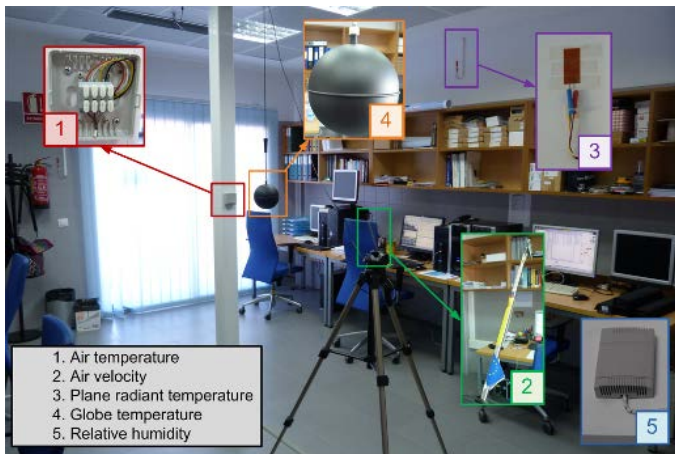 1
4
3
2
5
1. Air temperature
2. Air velocity
3. Plane radiant temperature
4. Globe temperature
5. Relative humidity